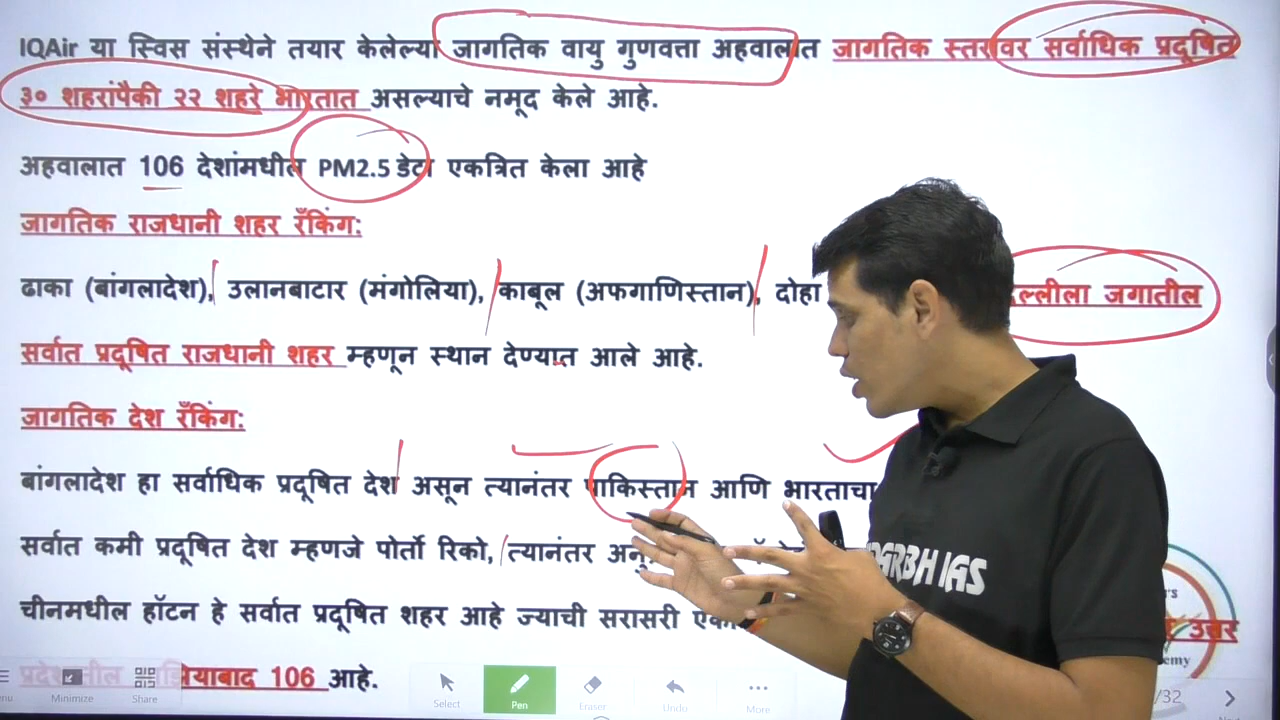 IQAir या स्विस संस्थेने तयार केलेल्या जागतिक वायु गुणवत्ता अहवालात जागतिक स्तरावर सर्वाधिक प्रदूषित
३० शहरांपैकी २२ शहरे भारतात असल्याचे नमूद केले आहे.
अहवालात 106 देशांमधील PM2.5 डेटा एकत्रित केला आहे
जागतिक राजधानी शहर रँकिंग:
ढाका (बांगलादेश), उलानबाटार (मंगोलिया), काबूल (अफगाणिस्तान), दोहा जगातील
सर्वात प्रदूषित राजधानी शहर म्हणून स्थान देण्यात आले आहे.
जागतिक देश रँकिंग:
बांगलादेश हा सर्वाधिक प्रदूषित देश असून त्यानंतर पाकिस्तान आणि भारताचा
सर्वात कमी प्रदूषित देश म्हणजे पोर्तो रिको, त्यानंतर
चीनमधील हॉटन हे सर्वात प्रदूषित शहर आहे ज्याची सरासरी उत्तर
106 आहे.
IAS
Minimize
Share
Select
Pen
Eraser
Undo
More
/32